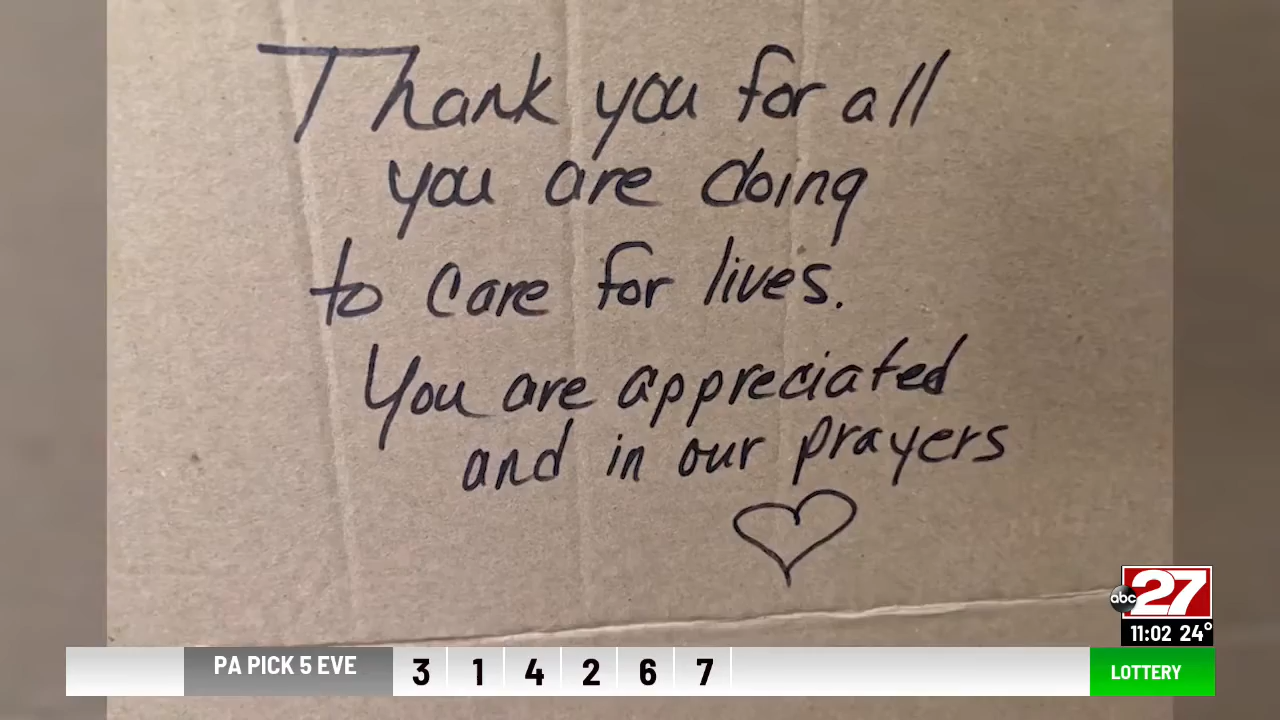 Thank you for all
you are doing
to care for lives.
You are appreciated
and in our prayers
abc 27
11:02 24°
PA PICK 5 EVE 3 1 4 2 6 7 LOTTERY